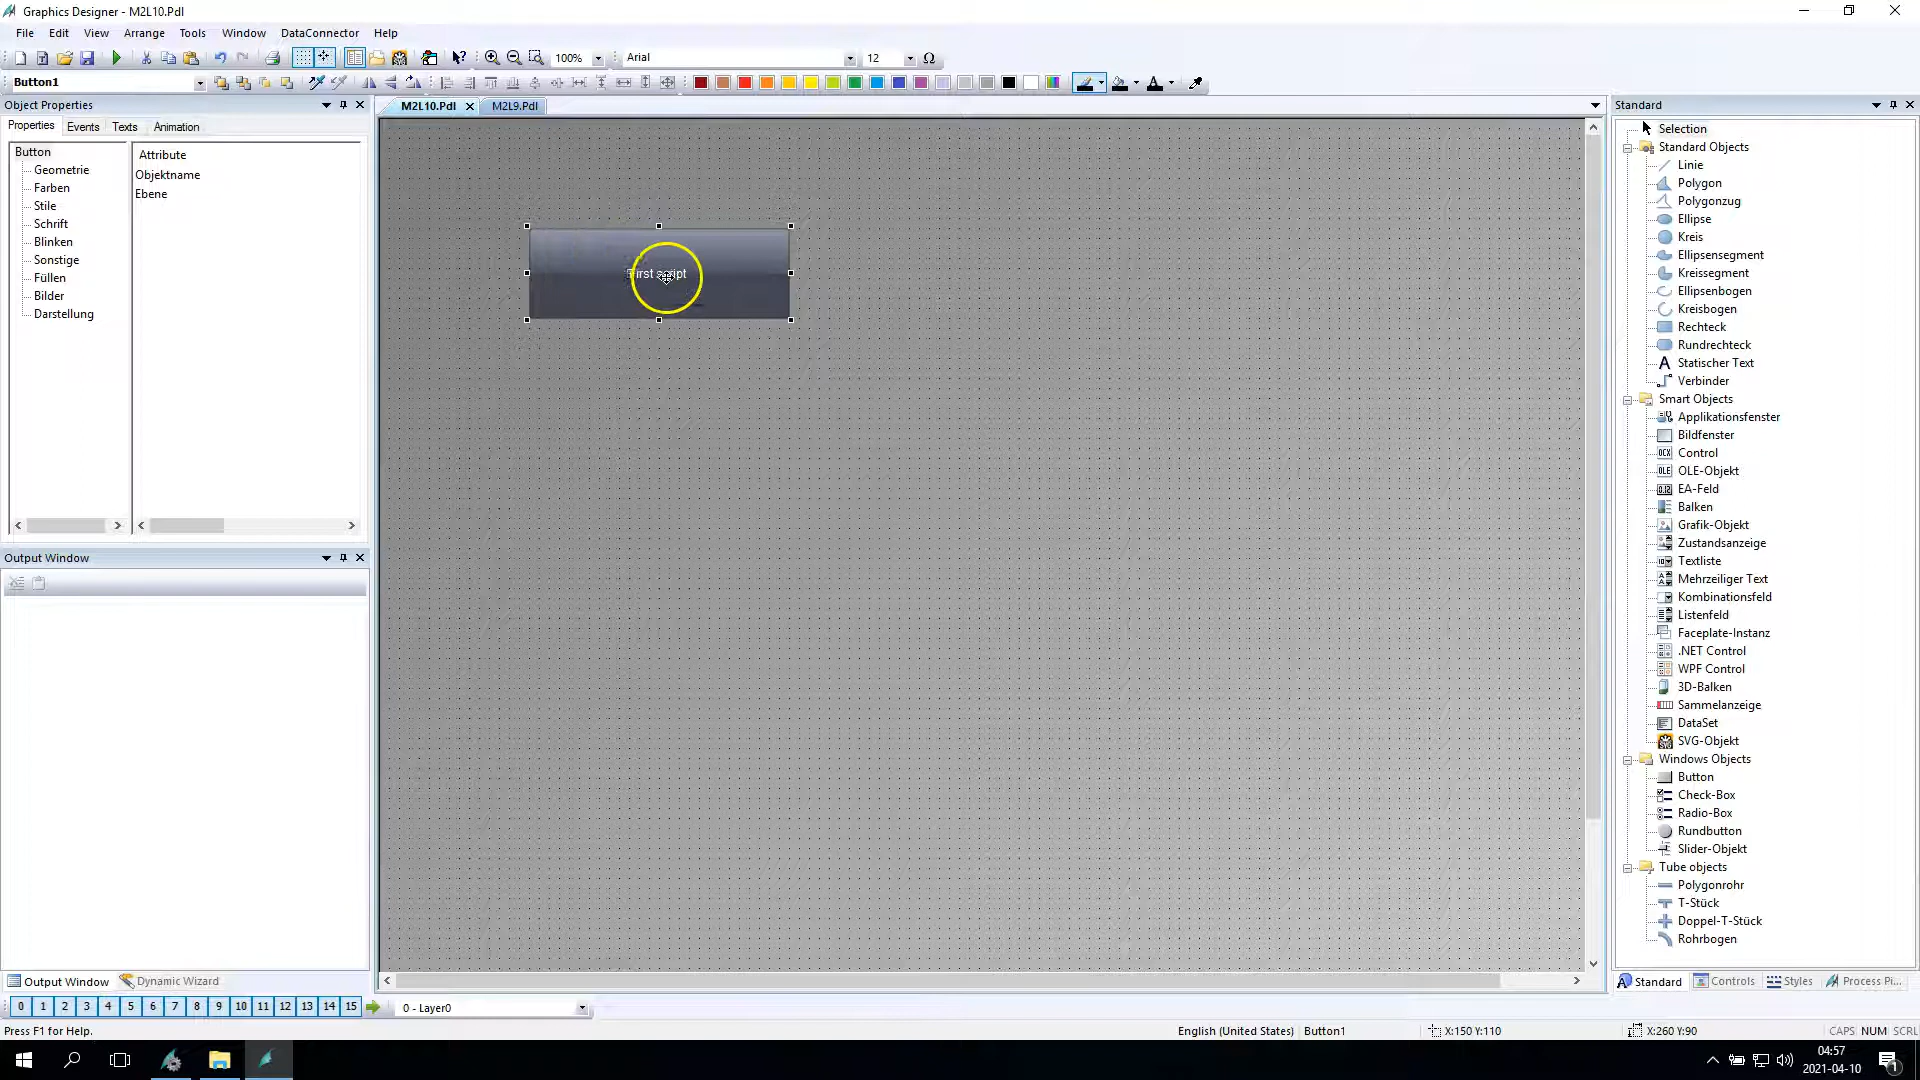 Graphics Designer - M2L10.Pdl
File Edit View Arrange Tools Window DataConnector Help
100% Arial 12 Ω
Button1
Object Properties
Properties Events Texts Animation
Button
Geometrie
Farben
Stile
Schrift
Blinken
Sonstige
Füllen
Bilder
Darstellung
Attribute
Objektname
Ebene
Output Window
Output Window Dynamic Wizard
M2L10.Pdl M2L9.Pdl
First script
Standard
Selection
Standard Objects
Linie
Polygon
Polygonzug
Ellipse
Kreis
Ellipsensegment
Kreissegment
Ellipsenbogen
Kreisbogen
Rechteck
Rundrechteck
A Statischer Text
Verbinder
Smart Objects
Applikationsfenster
Bildfenster
OCX Control
OLE OLE-Objekt
0.12 EA-Feld
Balken
Grafik-Objekt
Zustandsanzeige
Textliste
Mehrzeiliger Text
Kombinationsfeld
Listenfeld
Faceplate-Instanz
.NET Control
WPF Control
3D-Balken
Sammelanzeige
DataSet
SVG-Objekt
Windows Objects
Button
Check-Box
Radio-Box
Rundbutton
Slider-Objekt
Tube objects
Polygonrohr
T-Stück
Doppel-T-Stück
Rohrbogen
Standard Controls Styles Process Pi...
0 1 2 3 4 5 6 7 8 9 10 11 12 13 14 15 0 - Layer0
Press F1 for Help. English (United States) Button1 X:150 Y:110 X:260 Y:90 CAPS NUM SCRL
04:57
2021-04-10
1